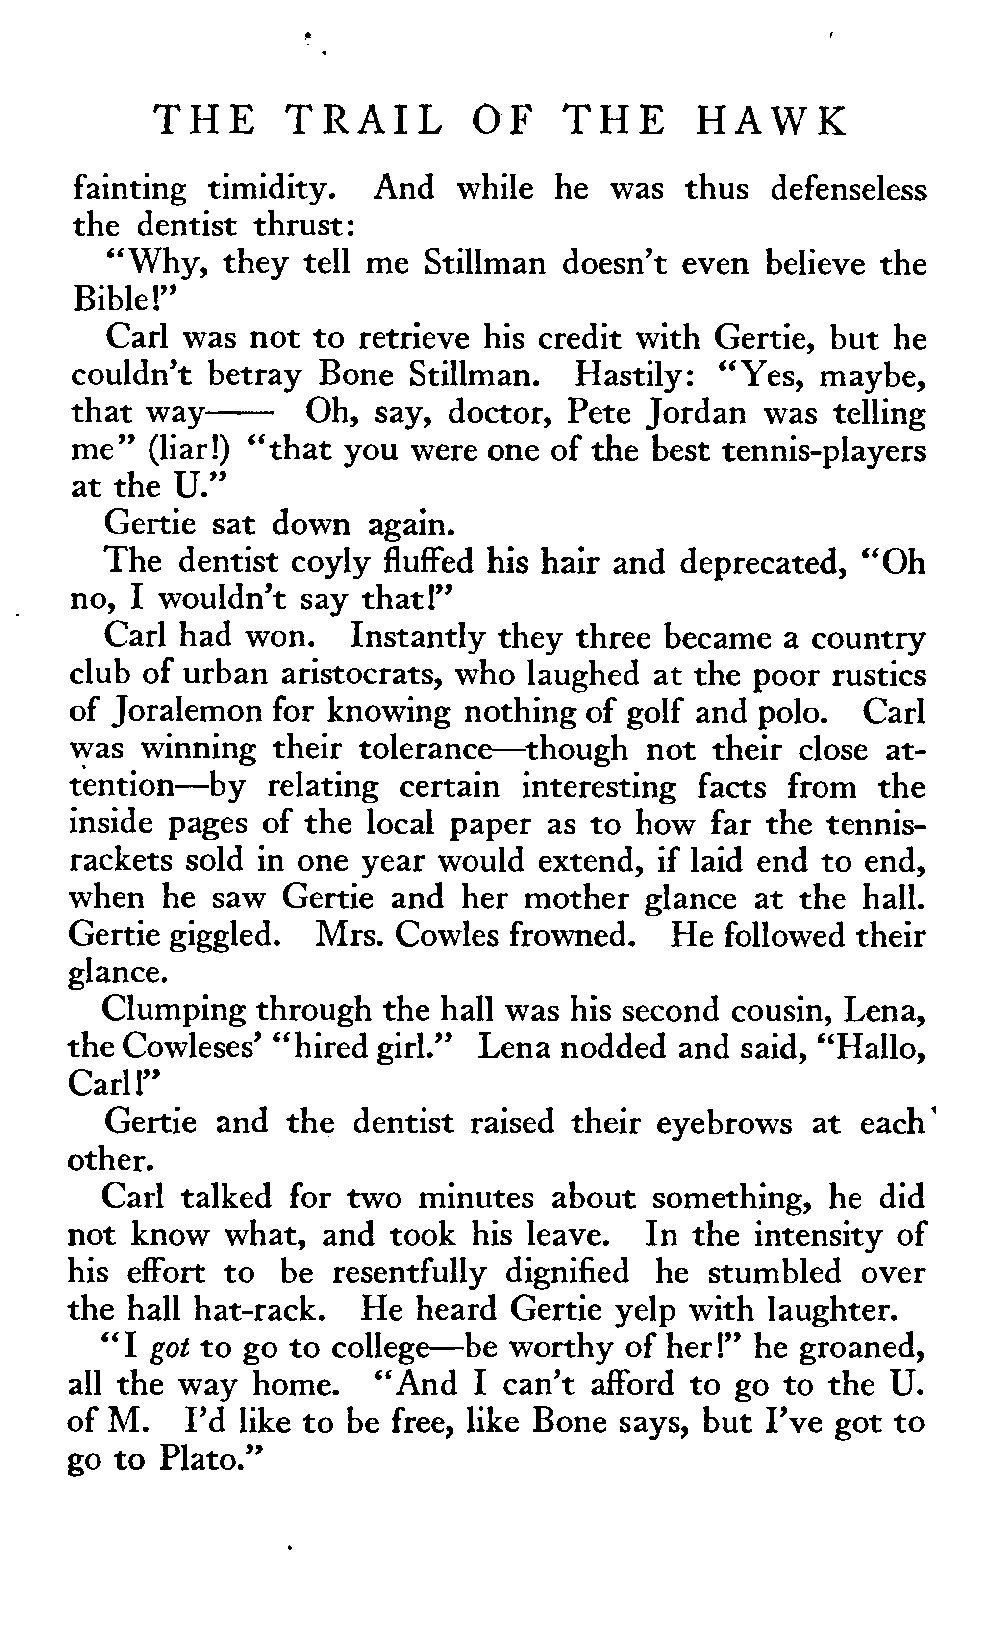 THE TRAIL OF THE HAWK
fainting timidity. And while he was thus defenseless
the dentist thrust:
"Why, they tell me Stillman doesn't even believe the
Bible!"
Carl was not to retrieve his credit with Gertie, but he
couldn't betray Bone Stillman. Hastily: "Yes, maybe,
that way—— Oh, say, doctor, Pete Jordan was telling
me" (liar!) "that you were one of the best tennis-players
at the U."
Gertie sat down again.
The dentist coyly fluffed his hair and deprecated, "Oh
no, I wouldn't say that!"
Carl had won. Instantly they three became a country
club of urban aristocrats, who laughed at the poor rustics
of Joralemon for knowing nothing of golf and polo. Carl
was winning their tolerance—though not their close at-
tention—by relating certain interesting facts from the
inside pages of the local paper as to how far the tennis-
rackets sold in one year would extend, if laid end to end,
when he saw Gertie and her mother glance at the hall.
Gertie giggled. Mrs. Cowles frowned. He followed their
glance.
Clumping through the hall was his second cousin, Lena,
the Cowleses' "hired girl." Lena nodded and said, "Hallo,
Carl!"
Gertie and the dentist raised their eyebrows at each
other.
Carl talked for two minutes about something, he did
not know what, and took his leave. In the intensity of
his effort to be resentfully dignified he stumbled over
the hall hat-rack. He heard Gertie yelp with laughter.
"I got to go to college—be worthy of her!" he groaned,
all the way home. "And I can't afford to go to the U.
of M. I'd like to be free, like Bone says, but I've got to
go to Plato."